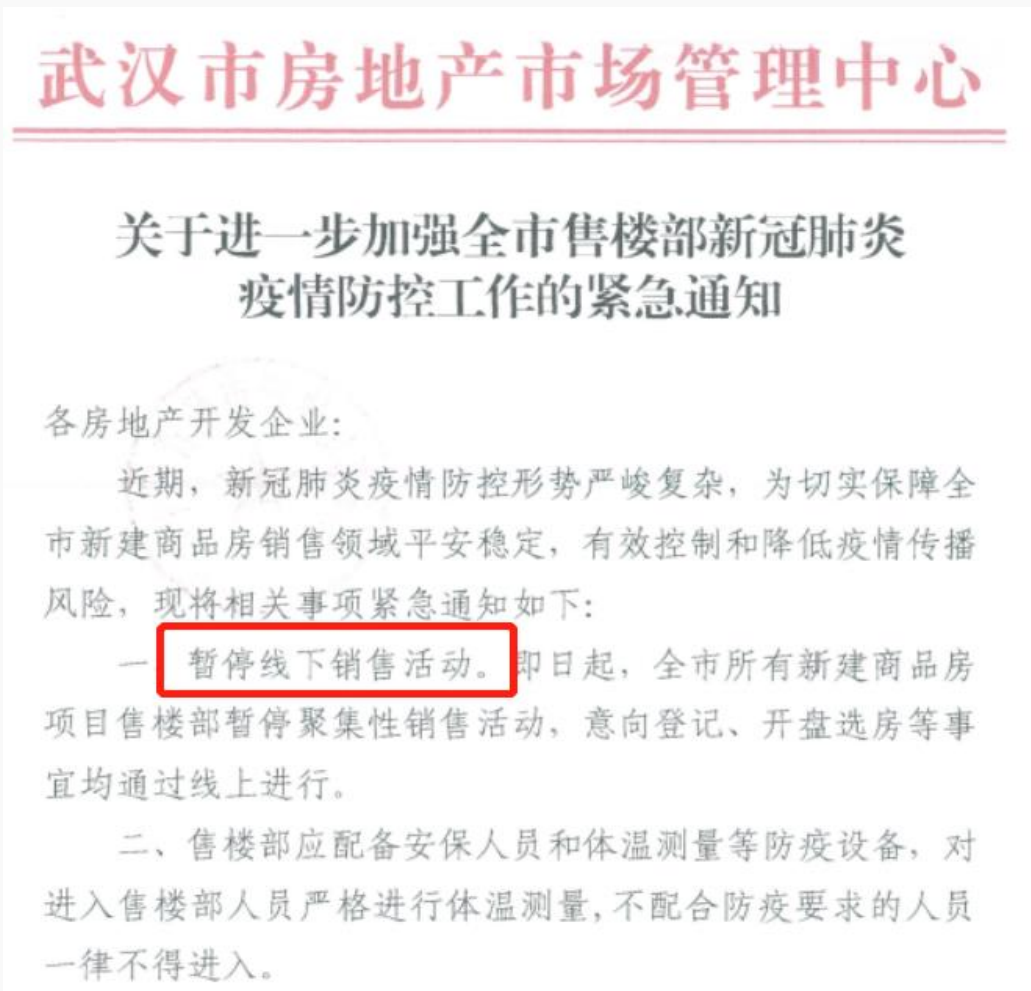 武汉市房地产市场管理中心
关于进一步加强全市售楼部新冠肺炎
疫情防控工作的紧急通知
各房地产开发企业：
近期，新冠肺炎疫情防控形势严峻复杂，为切实保障全
市新建商品房销售领域平安稳定，有效控制和降低疫情传播
风险，现将相关事项紧急通知如下：
一 暂停线下销售活动。即日起，全市所有新建商品房
项目售楼部暂停聚集性销售活动，意向登记、开盘选房等事
宜均通过线上进行。
二、售楼部应配备安保人员和体温测量等防疫设备，对
进入售楼部人员严格进行体温测量,不配合防疫要求的人员
一律不得进入。